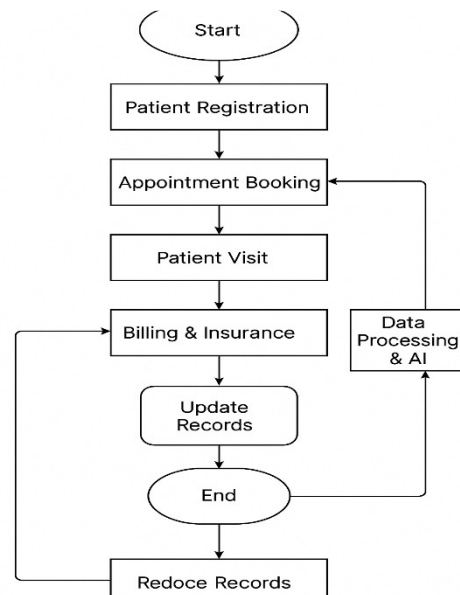 Start
Patient Registration
Appointment Booking
Patient Visit
Billing & Insurance
Data
Processing
& AI
Update
Records
End
Redoce Records